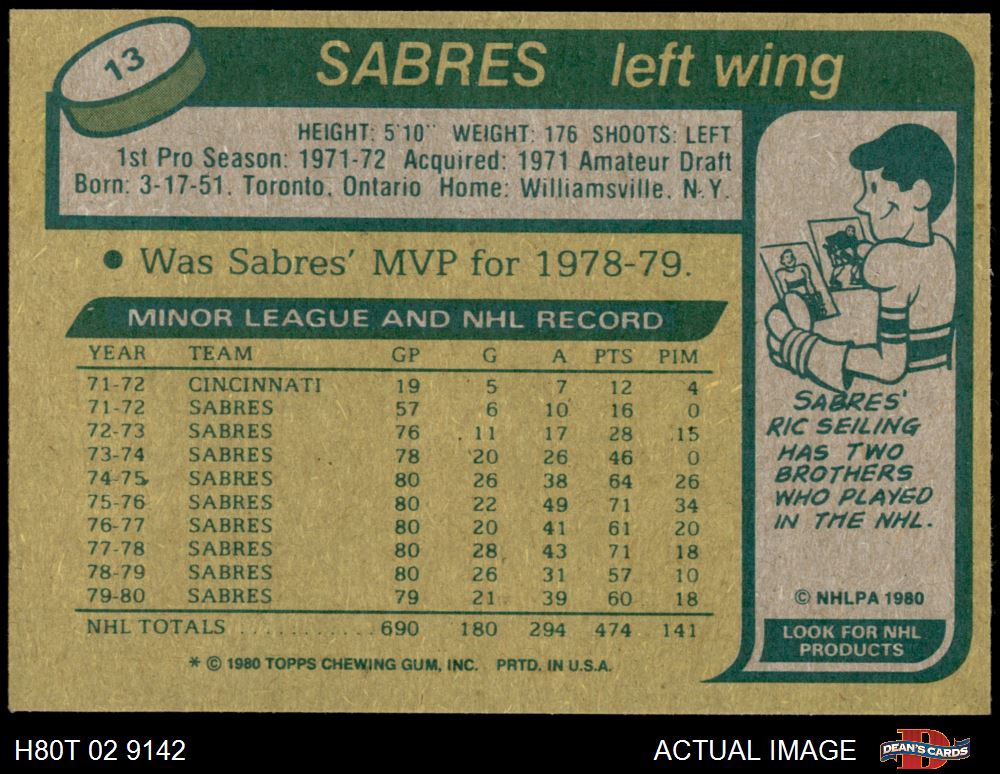 13
SABRES left wing
HEIGHT: 5'10" WEIGHT: 176 SHOOTS: LEFT
1st Pro Season: 1971-72 Acquired: 1971 Amateur Draft
Born: 3-17-51, Toronto, Ontario Home: Williamsville, N.Y.
• Was Sabres' MVP for 1978-79.
MINOR LEAGUE AND NHL RECORD
YEAR TEAM GP G A PTS PIM
71-72 CINCINNATI 19 5 7 12 4
71-72 SABRES 57 6 10 16 0
72-73 SABRES 76 11 17 28 15
73-74 SABRES 78 20 26 46 0
74-75 SABRES 80 26 38 64 26
75-76 SABRES 80 22 49 71 34
76-77 SABRES 80 20 41 61 20
77-78 SABRES 80 28 43 71 18
78-79 SABRES 80 26 31 57 10
79-80 SABRES 79 21 39 60 18
NHL TOTALS ........... 690 180 294 474 141
* © 1980 TOPPS CHEWING GUM, INC. PRTD. IN U.S.A.
SABRES'
RIC SEILING
HAS TWO
BROTHERS
WHO PLAYED
IN THE NHL.
© NHLPA 1980
LOOK FOR NHL
PRODUCTS
H80T 02 9142
ACTUAL IMAGE
DEAN'S CARDS